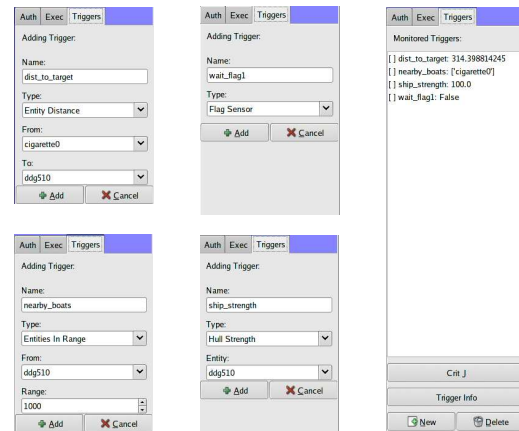 Auth Exec Triggers
Adding Trigger:
Name:
dist_to_target
Type:
Entity Distance
From:
cigarette0
To:
ddg510
Add Cancel
Auth Exec Triggers
Adding Trigger:
Name:
wait_flag1
Type:
Flag Sensor
Add Cancel
Auth Exec Triggers
Adding Trigger:
Name:
nearby_boats
Type:
Entities In Range
From:
ddg510
Range:
1000
Add Cancel
Auth Exec Triggers
Adding Trigger:
Name:
ship_strength
Type:
Hull Strength
Entity:
ddg510
Add Cancel
Auth Exec Triggers
Monitored Triggers:
[ ] dist_to_target: 314.398814245
[ ] nearby_boats: ['cigarette0']
[ ] ship_strength: 100.0
[ ] wait_flag1: False
Crit J
Trigger Info
New Delete